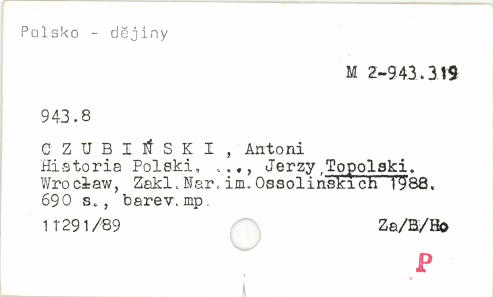 Polsko - dějiny
M 2-943.319
943.8
C Z U B I Ń S K I , Antoni
Historia Polski, ..., Jerzy Topolski.
Wrocław, Zakl.Nar.im.Ossolińskich 1988.
690 s., barev.mp.
11291/89
Za/B/Ho
P